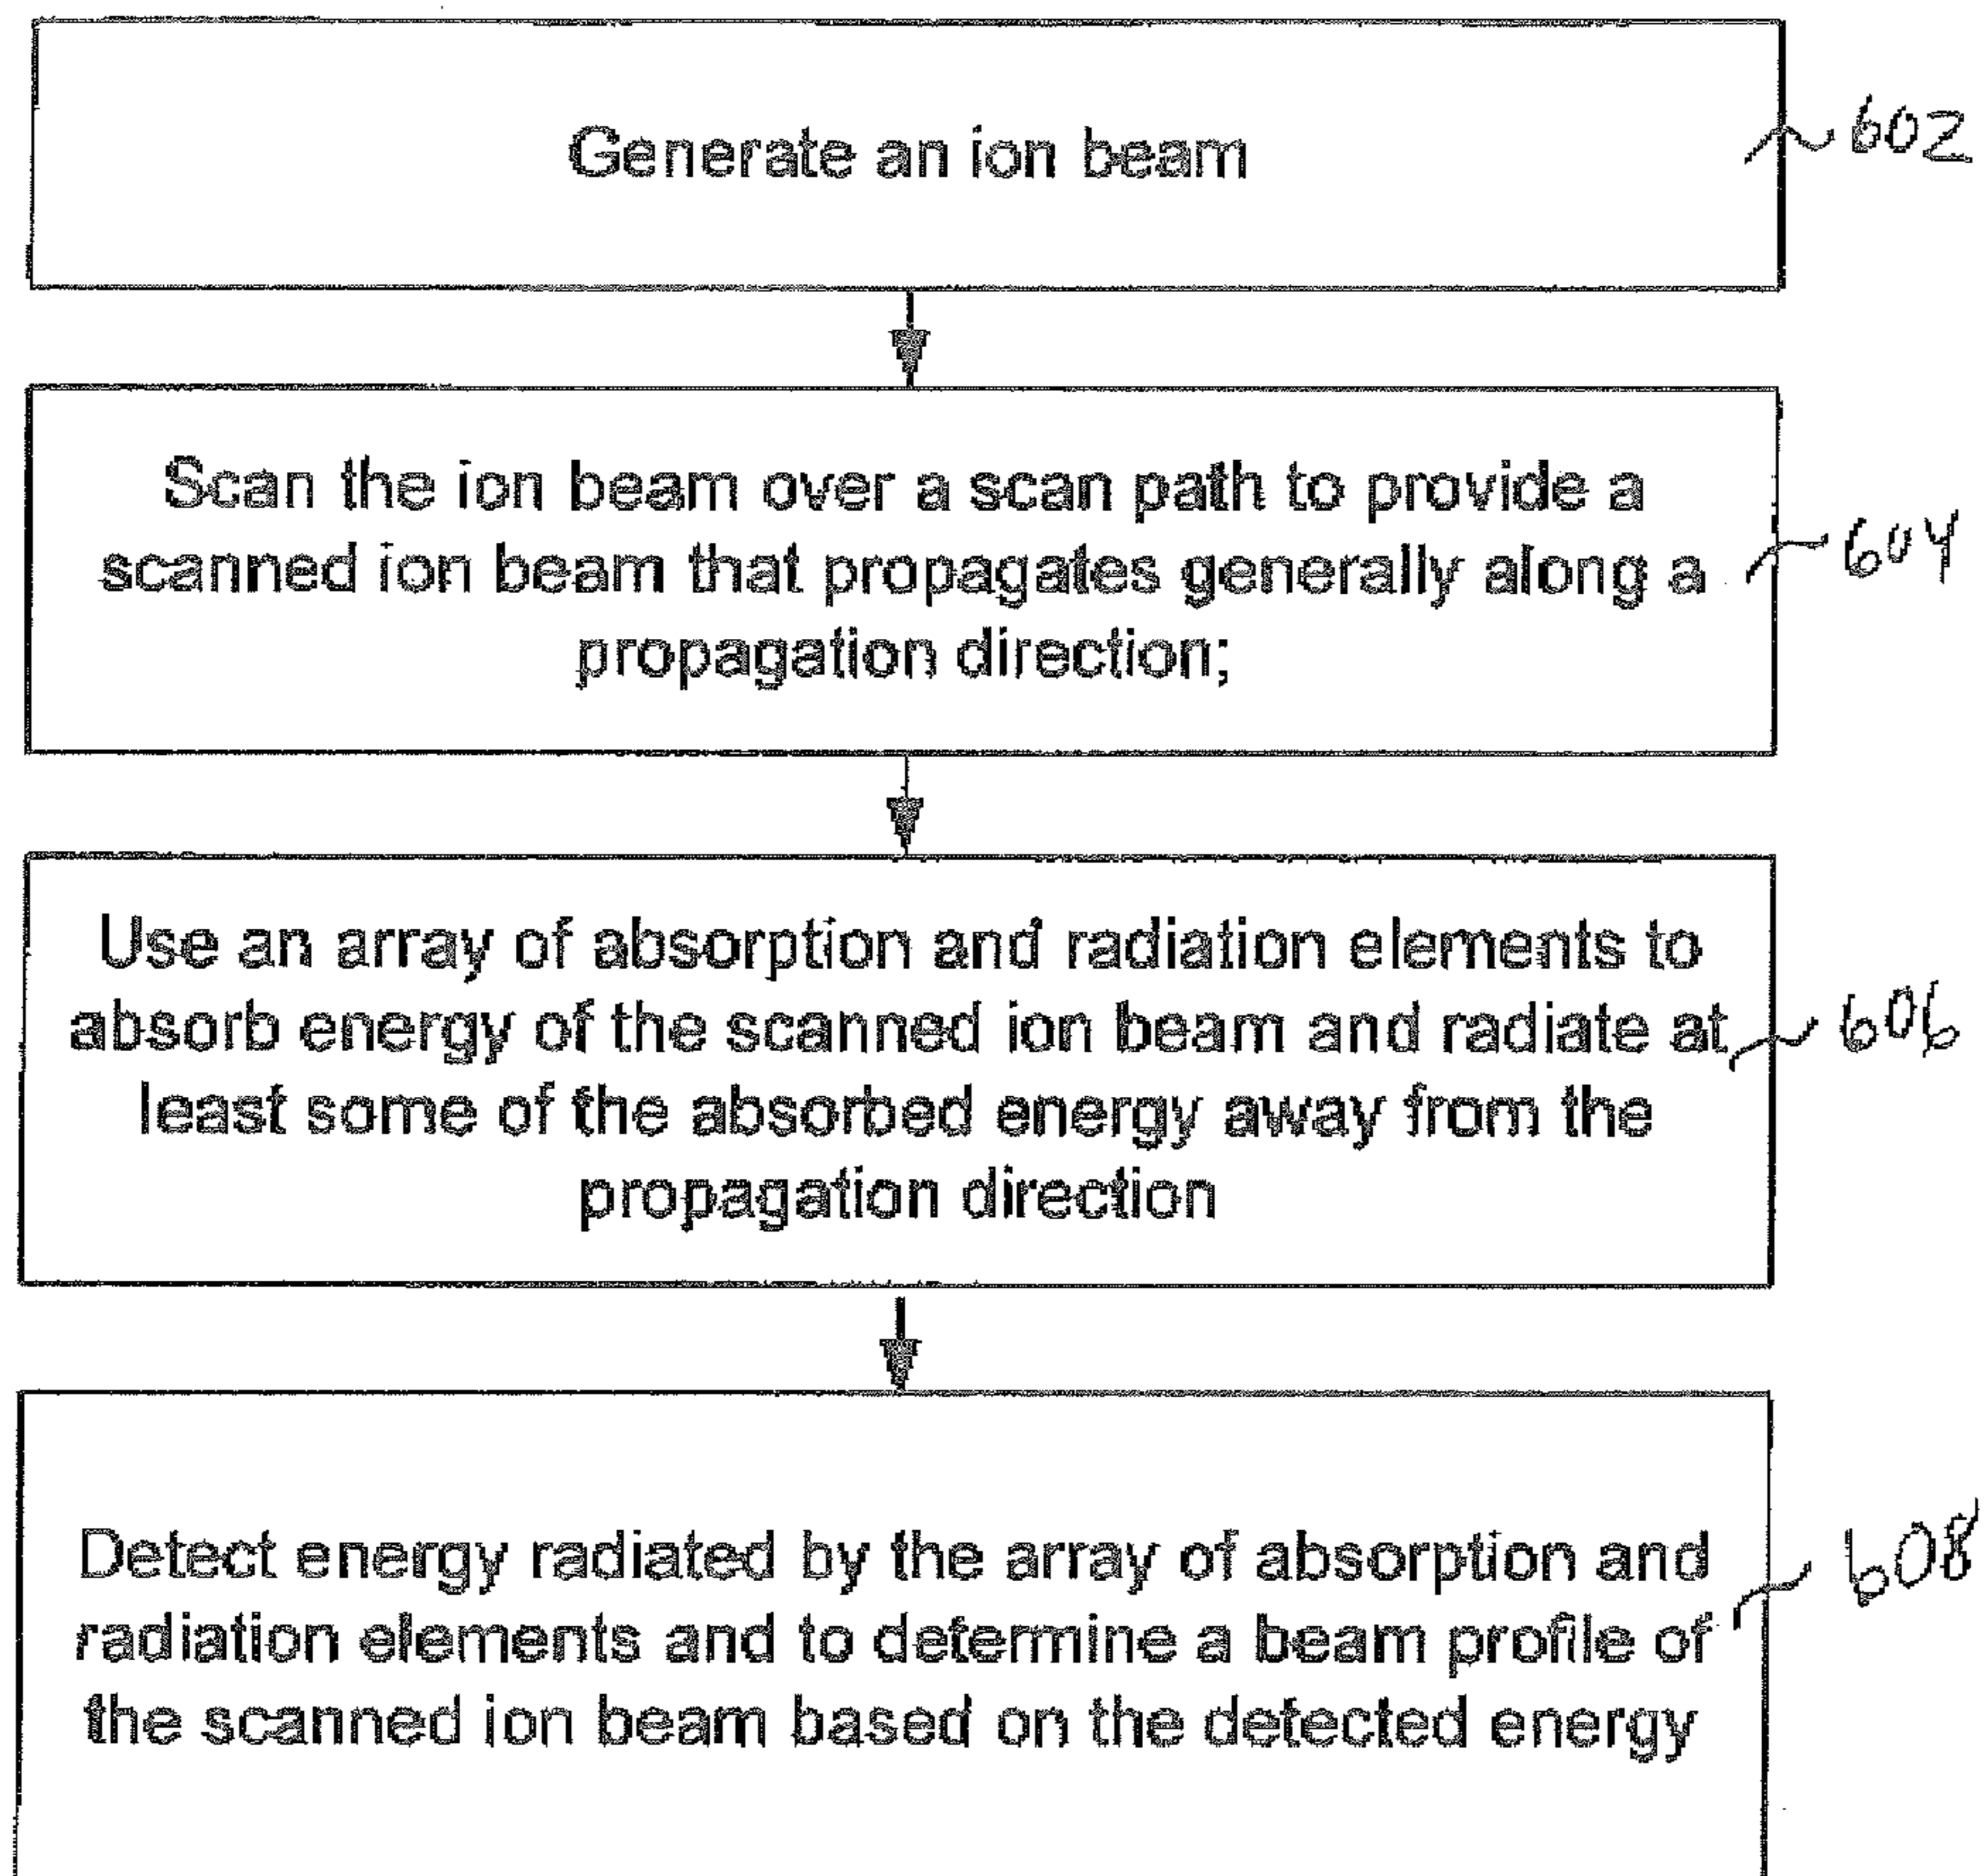 Generate an ion beam
602
Scan the ion beam over a scan path to provide a
scanned ion beam that propagates generally along a
propagation direction;
604
Use an array of absorption and radiation elements to
absorb energy of the scanned ion beam and radiate at
least some of the absorbed energy away from the
propagation direction
606
Detect energy radiated by the array of absorption and
radiation elements and to determine a beam profile of
the scanned ion beam based on the detected energy
608